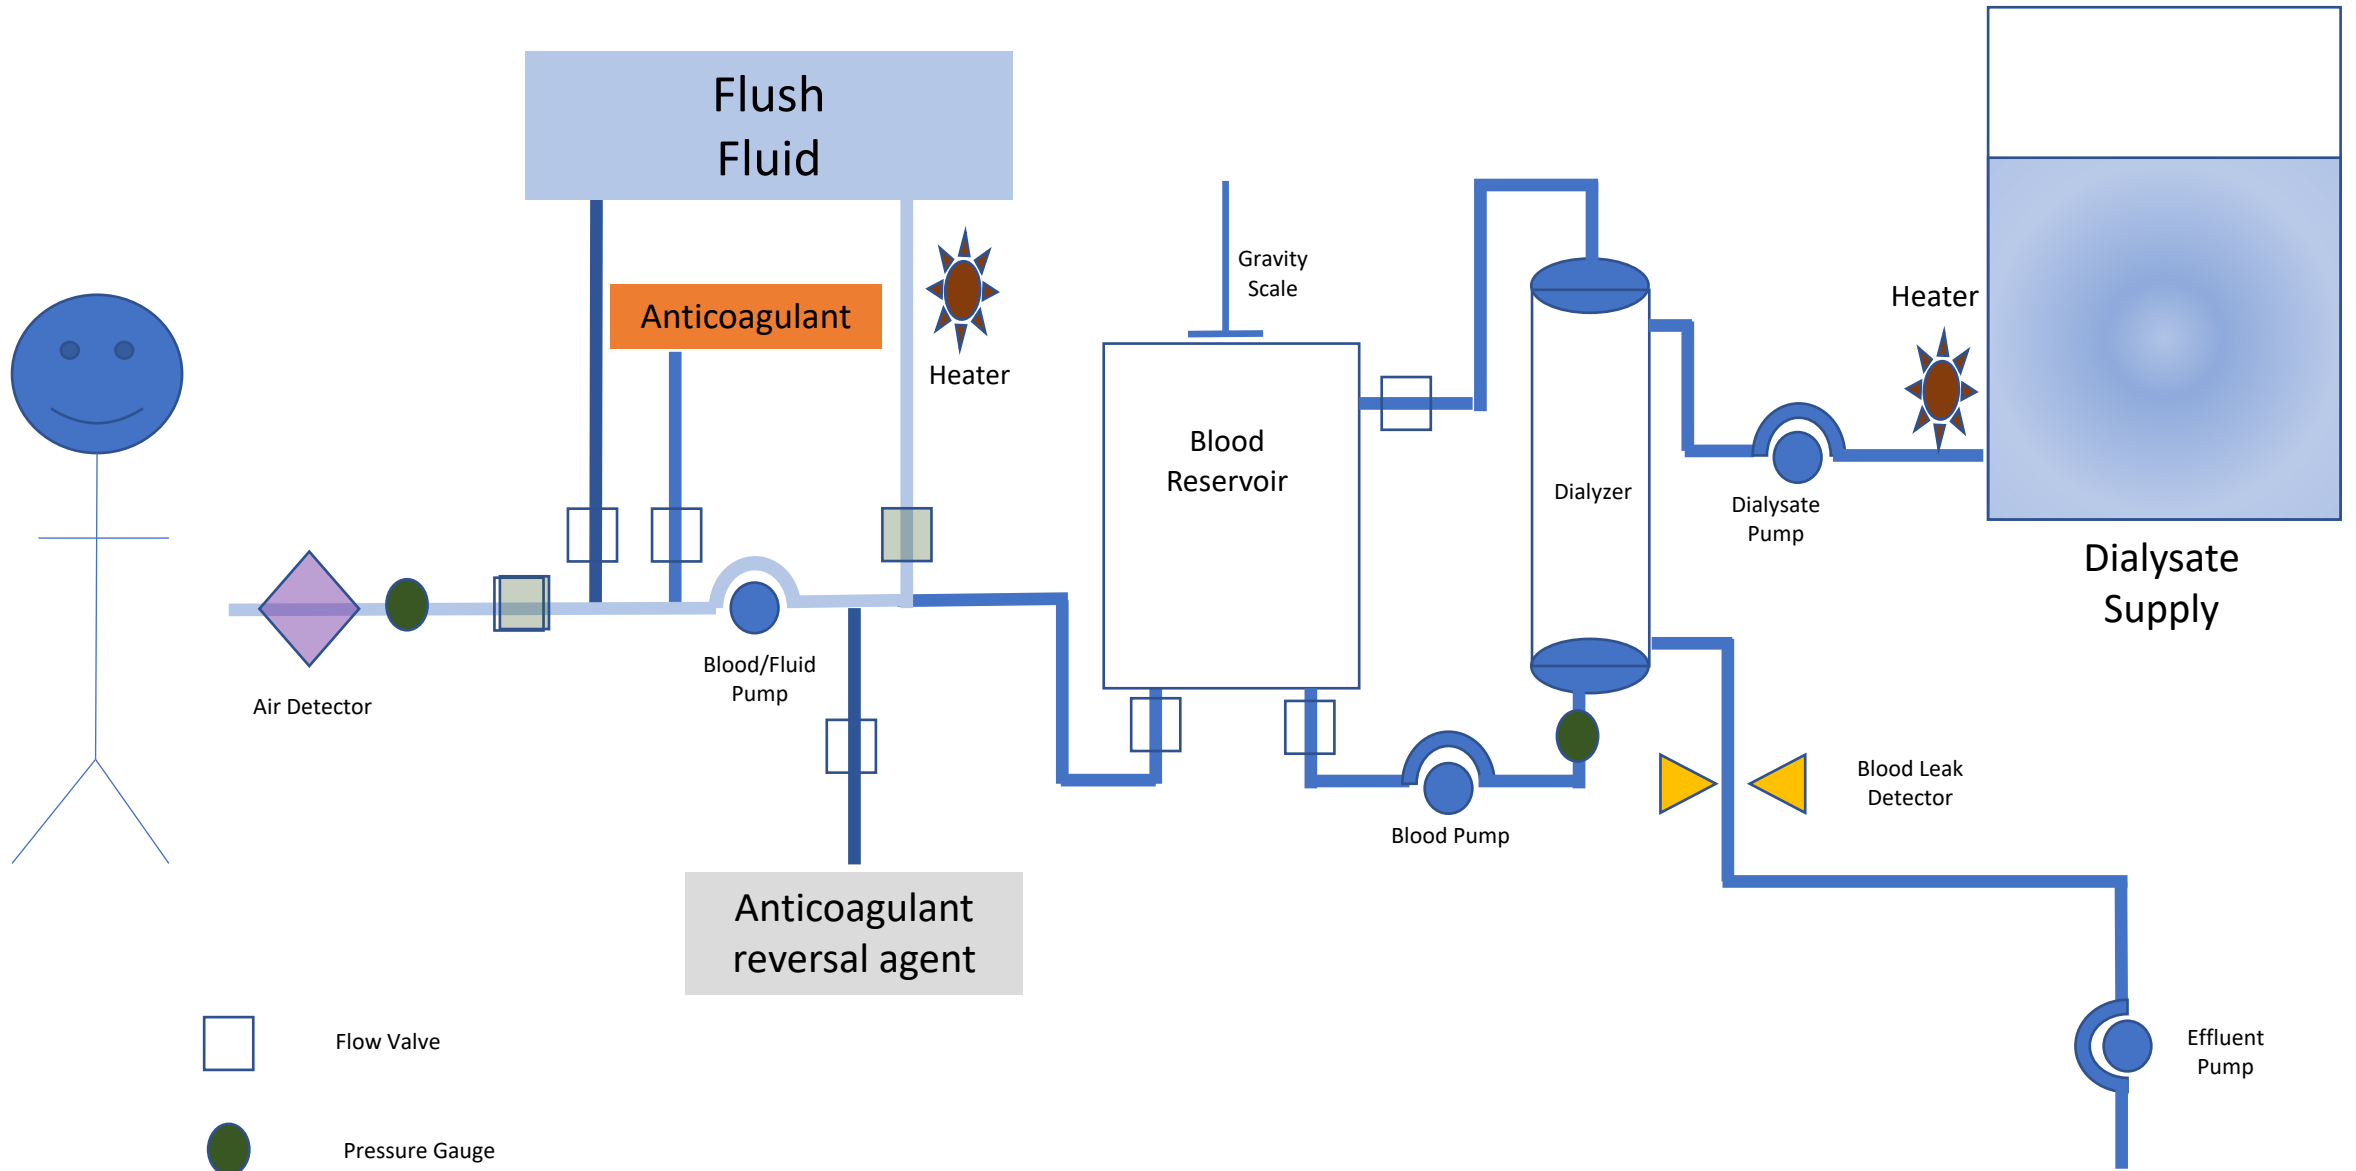 Flush
Fluid
Anticoagulant
Heater
Gravity
Scale
Blood
Reservoir
Dialyzer
Heater
Dialysate
Pump
Dialysate
Supply
Air Detector
Blood/Fluid
Pump
Blood Pump
Blood Leak
Detector
Anticoagulant
reversal agent
Effluent
Pump
Flow Valve
Pressure Gauge